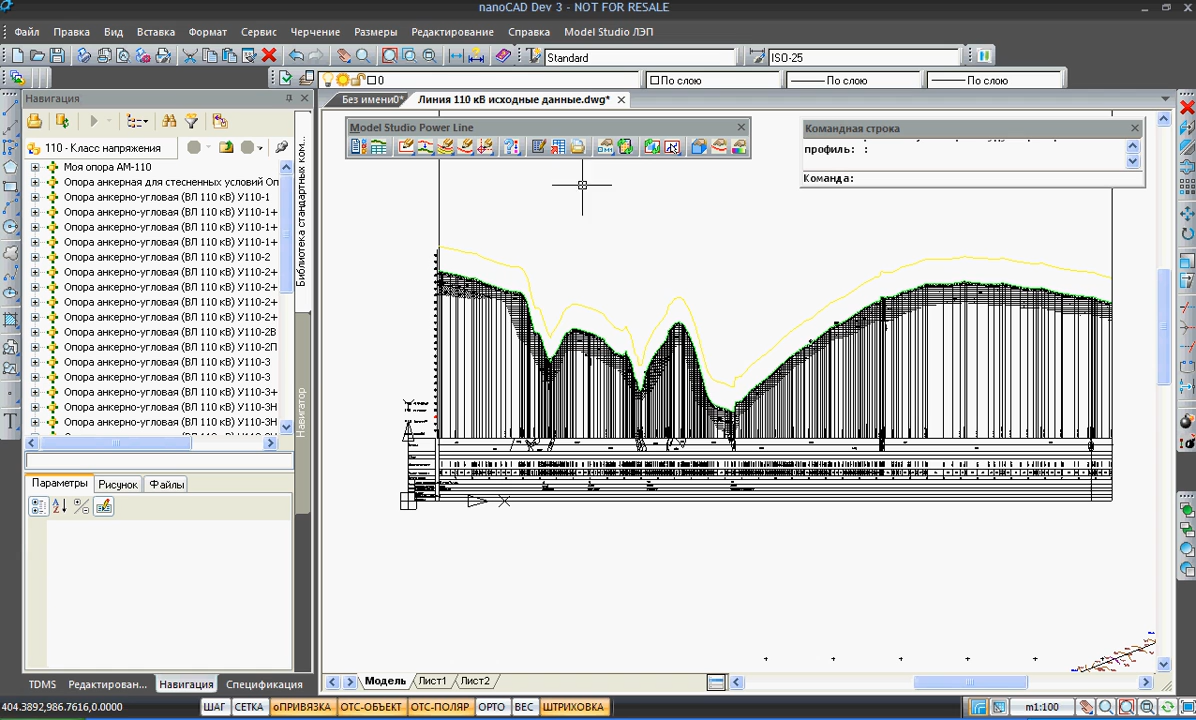 nanoCAD Dev 3 - NOT FOR RESALE
Файл Правка Вид Вставка Формат Сервис Черчение Размеры Редактирование Справка Model Studio ЛЭП
Standard ISO-25
0 По слою По слою По слою
Навигация
Без имени0* Линия 110 кВ исходные данные.dwg*
110 - Класс напряжения
Моя опора АМ-110
Опора анкерная для стесненных условий Оп
Опора анкерно-угловая (ВЛ 110 кВ) У110-1
Опора анкерно-угловая (ВЛ 110 кВ) У110-1+
Опора анкерно-угловая (ВЛ 110 кВ) У110-1+
Опора анкерно-угловая (ВЛ 110 кВ) У110-1+
Опора анкерно-угловая (ВЛ 110 кВ) У110-2
Опора анкерно-угловая (ВЛ 110 кВ) У110-2+
Опора анкерно-угловая (ВЛ 110 кВ) У110-2+
Опора анкерно-угловая (ВЛ 110 кВ) У110-2+
Опора анкерно-угловая (ВЛ 110 кВ) У110-2+
Опора анкерно-угловая (ВЛ 110 кВ) У110-2В
Опора анкерно-угловая (ВЛ 110 кВ) У110-2П
Опора анкерно-угловая (ВЛ 110 кВ) У110-3
Опора анкерно-угловая (ВЛ 110 кВ) У110-3
Опора анкерно-угловая (ВЛ 110 кВ) У110-3+
Опора анкерно-угловая (ВЛ 110 кВ) У110-3Н
Опора анкерно-угловая (ВЛ 110 кВ) У110-3Н
Библиотека стандартных ком...
Навигатор
Параметры Рисунок Файлы
Model Studio Power Line
Командная строка
профиль: :
Команда:
X
TDMS Редактирован... Навигация Спецификация
Модель Лист1 Лист2
404.3892,986.7616,0.0000 ШАГ СЕТКА оПРИВЯЗКА ОТС-ОБЪЕКТ ОТС-ПОЛЯР ОРТО ВЕС ШТРИХОВКА m1:100